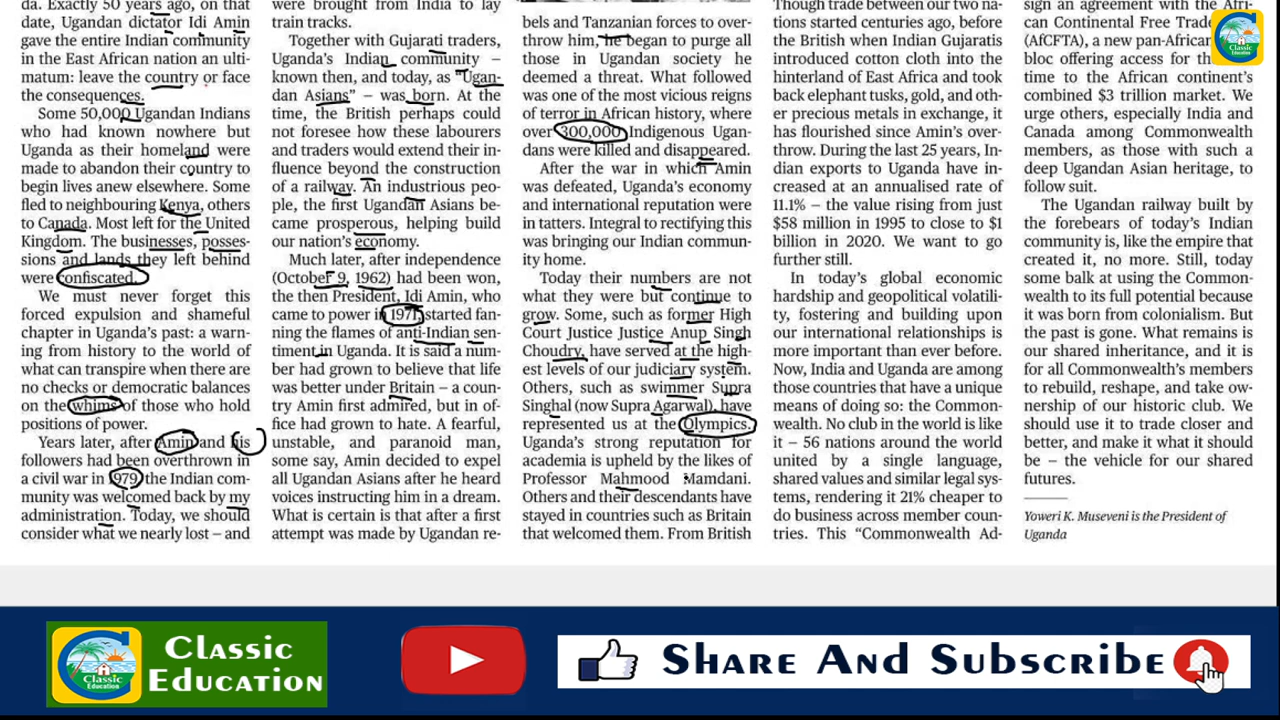 da. Exactly 50 years ago, on that
date, Ugandan dictator Idi Amin
gave the entire Indian community
in the East African nation an ulti-
matum: leave the country or face
the consequences.
Some 50,000 Ugandan Indians
who had known nowhere but
Uganda as their homeland were
made to abandon their country to
begin lives anew elsewhere. Some
fled to neighbouring Kenya, others
to Canada. Most left for the United
Kingdom. The businesses, posses-
sions and lands they left behind
were confiscated.
We must never forget this
forced expulsion and shameful
chapter in Uganda's past: a warn-
ing from history to the world of
what can transpire when there are
no checks or democratic balances
on the whims of those who hold
positions of power.
Years later, after Amin and his
followers had been overthrown in
a civil war in 1979, the Indian com-
munity was welcomed back by my
administration. Today, we should
consider what we nearly lost – and
were brought from India to lay
train tracks.
Together with Gujarati traders,
Uganda's Indian community –
known then, and today, as "Ugan-
dan Asians" – was born. At the
time, the British perhaps could
not foresee how these labourers
and traders would extend their in-
fluence beyond the construction
of a railway. An industrious peo-
ple, the first Ugandan Asians be-
came prosperous, helping build
our nation's economy.
Much later, after independence
(October 9, 1962) had been won,
the then President, Idi Amin, who
came to power in 1971, started fan-
ning the flames of anti-Indian sen-
timent in Uganda. It is said a num-
ber had grown to believe that life
was better under Britain – a coun-
try Amin first admired, but in of-
fice had grown to hate. A fearful,
unstable, and paranoid man,
some say, Amin decided to expel
all Ugandan Asians after he heard
voices instructing him in a dream.
What is certain is that after a first
attempt was made by Ugandan re-
bels and Tanzanian forces to over-
throw him, he began to purge all
those in Ugandan society he
deemed a threat. What followed
was one of the most vicious reigns
of terror in African history, where
over 300,000 Indigenous Ugan-
dans were killed and disappeared.
After the war in which Amin
was defeated, Uganda's economy
and international reputation were
in tatters. Integral to rectifying this
was bringing our Indian commun-
ity home.
Today their numbers are not
what they were but continue to
grow. Some, such as former High
Court Justice Justice Anup Singh
Choudry, have served at the high-
est levels of our judiciary system.
Others, such as swimmer Supra
Singhal (now Supra Agarwal), have
represented us at the Olympics.
Uganda's strong reputation for
academia is upheld by the likes of
Professor Mahmood Mamdani.
Others and their descendants have
stayed in countries such as Britain
that welcomed them. From British
Though trade between our two na-
tions started centuries ago, before
the British when Indian Gujaratis
introduced cotton cloth into the
hinterland of East Africa and took
back elephant tusks, gold, and oth-
er precious metals in exchange, it
has flourished since Amin's over-
throw. During the last 25 years, In-
dian exports to Uganda have in-
creased at an annualised rate of
11.1% – the value rising from just
$58 million in 1995 to close to $1
billion in 2020. We want to go
further still.
In today's global economic
hardship and geopolitical volatili-
ty, fostering and building upon
our international relationships is
more important than ever before.
Now, India and Uganda are among
those countries that have a unique
means of doing so: the Common-
wealth. No club in the world is like
it – 56 nations around the world
united by a single language,
shared values and similar legal sys-
tems, rendering it 21% cheaper to
do business across member coun-
tries. This "Commonwealth Ad-
sign an agreement with the Afri-
can Continental Free Trade
(AfCFTA), a new pan-African
bloc offering access for the
time to the African continent's
combined $3 trillion market. We
urge others, especially India and
Canada among Commonwealth
members, as those with such a
deep Ugandan Asian heritage, to
follow suit.
The Ugandan railway built by
the forebears of today's Indian
community is, like the empire that
created it, no more. Still, today
some balk at using the Common-
wealth to its full potential because
it was born from colonialism. But
the past is gone. What remains is
our shared inheritance, and it is
for all Commonwealth's members
to rebuild, reshape, and take ow-
nership of our historic club. We
should use it to trade closer and
better, and make it what it should
be – the vehicle for our shared
futures.
Yoweri K. Museveni is the President of
Uganda
Classic
Education
Classic
Education
Classic
Education
Share And Subscribe